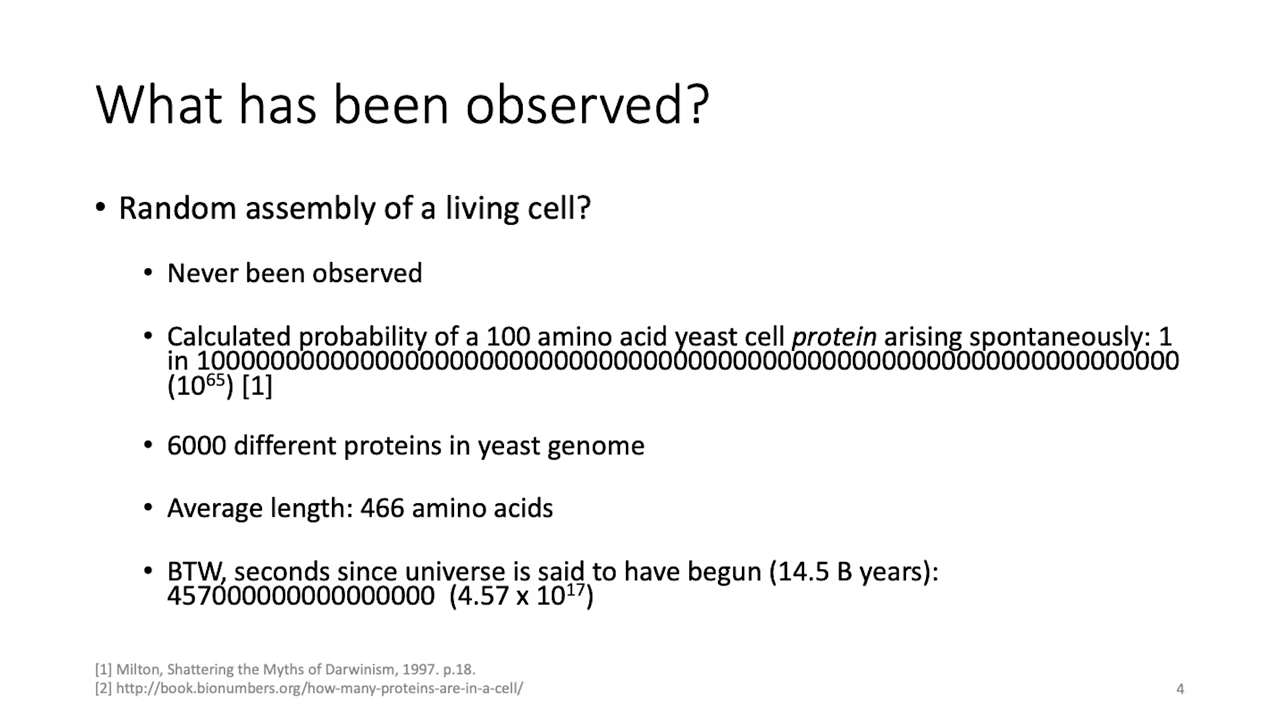 What has been observed?
• Random assembly of a living cell?
• Never been observed
• Calculated probability of a 100 amino acid yeast cell protein arising spontaneously: 1
in 100000000000000000000000000000000000000000000000000000000000000000
(10⁶⁵) [1]
• 6000 different proteins in yeast genome
• Average length: 466 amino acids
• BTW, seconds since universe is said to have begun (14.5 B years):
457000000000000000 (4.57 x 10¹⁷)
[1] Milton, Shattering the Myths of Darwinism, 1997. p.18.
[2] http://book.bionumbers.org/how-many-proteins-are-in-a-cell/
4